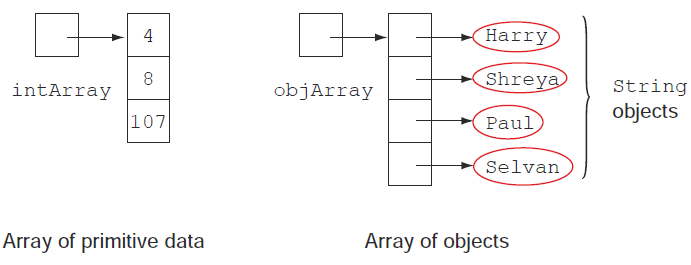 intArray
4
8
107
Array of primitive data
objArray
Harry
Shreya
Paul
Selvan
String
objects
Array of objects